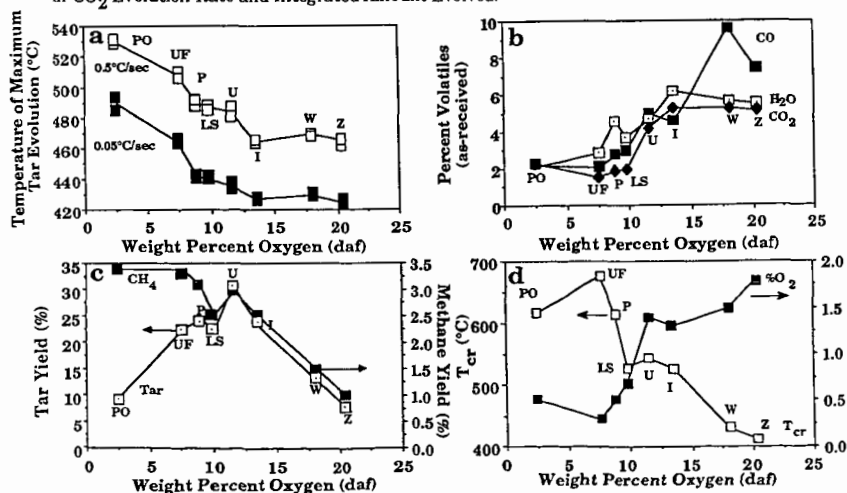 of CO2 Evolution Rate and Integrated Amount Evolved.
a
Temperature of Maximum
Tar Evolution (°C)
540
520
500
480
460
440
420
PO
UF
P
LS
U
I
W
Z
0.5°C/sec
0.05°C/sec
0 5 10 15 20 25
Weight Percent Oxygen (daf)
b
Percent Volatiles
(as-received)
10
8
6
4
2
0
PO
UF
P
LS
U
I
W
Z
CO
H2O
CO2
0 5 10 15 20 25
Weight Percent Oxygen (daf)
c
Tar Yield (%)
35
30
25
20
15
10
5
0
CH4
PO
Tar
UF
P
LS
U
I
W
Z
3.5
3.0
2.5
2.0
1.5
1.0
0.5
0.0
Methane Yield (%)
0 5 10 15 20 25
Weight Percent Oxygen (daf)
d
Tcr (°C)
700
600
500
400
PO
UF
P
LS
U
I
W
Z
Tcr
%O2
2.0
1.5
1.0
0.5
0.0
0 5 10 15 20 25
Weight Percent Oxygen (daf)